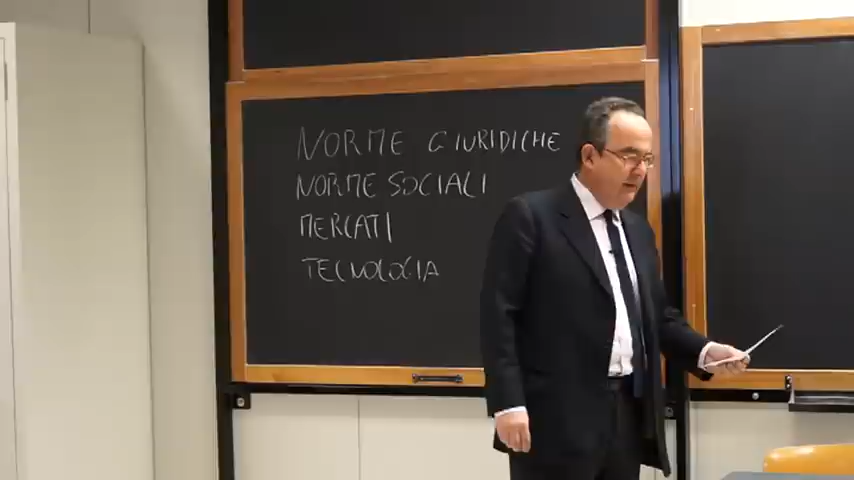 NORME GIURIDICHE
NORME SOCIALI
MERCATI
TECNOLOGIA